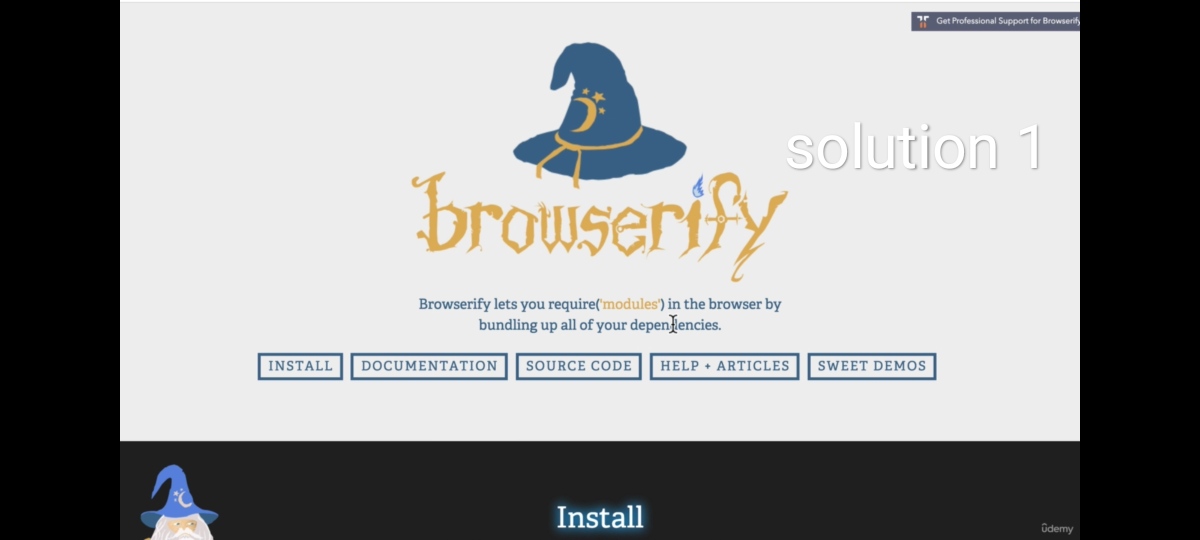 Get Professional Support for Browserify
solution 1
browserify
Browserify lets you require('modules') in the browser by
bundling up all of your dependencies.
INSTALL
DOCUMENTATION
SOURCE CODE
HELP + ARTICLES
SWEET DEMOS
Install
ûdemy